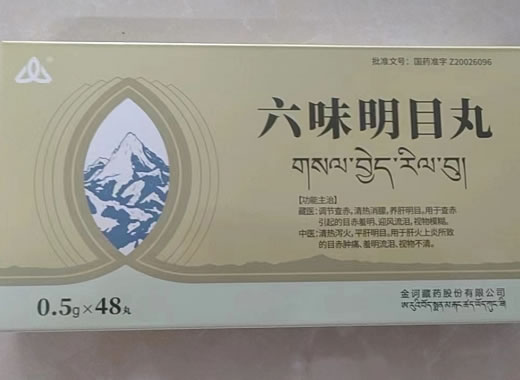 批准文号：国药准字 Z20026096
六味明目丸
གསལ་བྱེད་རིལ་བུ།
【功能主治】
藏医：调节查赤，清热消朦，养肝明目。用于查赤
引起的目赤羞明，迎风流泪，视物模糊。
中医：清热泻火，平肝明目。用于肝火上炎所致
的目赤肿痛、羞明流泪、视物不清。
0.5g×48丸
金诃藏药股份有限公司